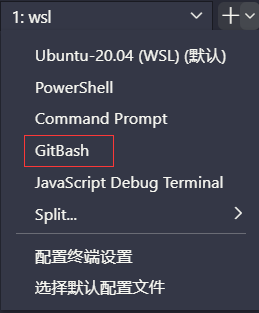 1: wsl
Ubuntu-20.04 (WSL) (默认)
PowerShell
Command Prompt
GitBash
JavaScript Debug Terminal
Split...
配置终端设置
选择默认配置文件